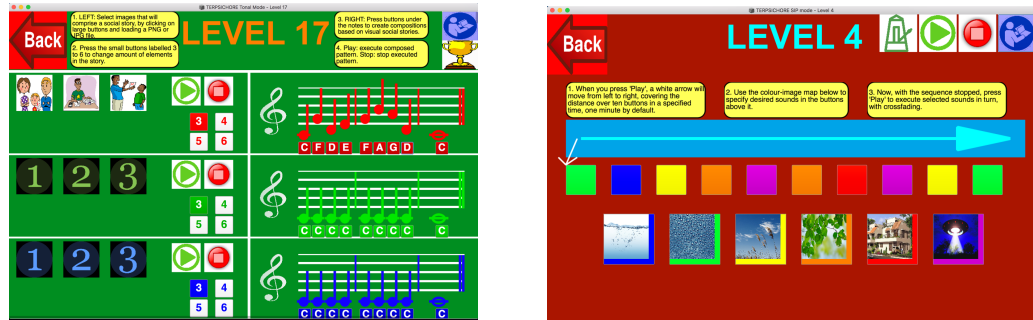 TERPSICHORE Tonal Mode - Level 17
Back
1. LEFT: Select images that will
comprise a social story, by clicking on
large buttons and loading a PNG or
JPG file.
2. Press the small buttons labelled 3
to 6 to change amount of elements
in the story.
LEVEL 17
3. RIGHT: Press buttons under
the notes to create compositions
based on visual social stories.
4. Play: execute composed
pattern. Stop: stop executed
pattern.
3 4
5 6
C F D E F A G D C
1 2 3
3 4
5 6
C C C C C C C C C
1 2 3
3 4
5 6
C C C C C C C C C
TERPSICHORE SIP mode - Level 4
Back
LEVEL 4
1. When you press 'Play', a white arrow will
move from left to right, covering the
distance over ten buttons in a specified
time, one minute by default.
2. Use the colour-image map below to
specify desired sounds in the buttons
above it.
3. Now, with the sequence stopped, press
'Play' to execute selected sounds in turn,
with crossfading.